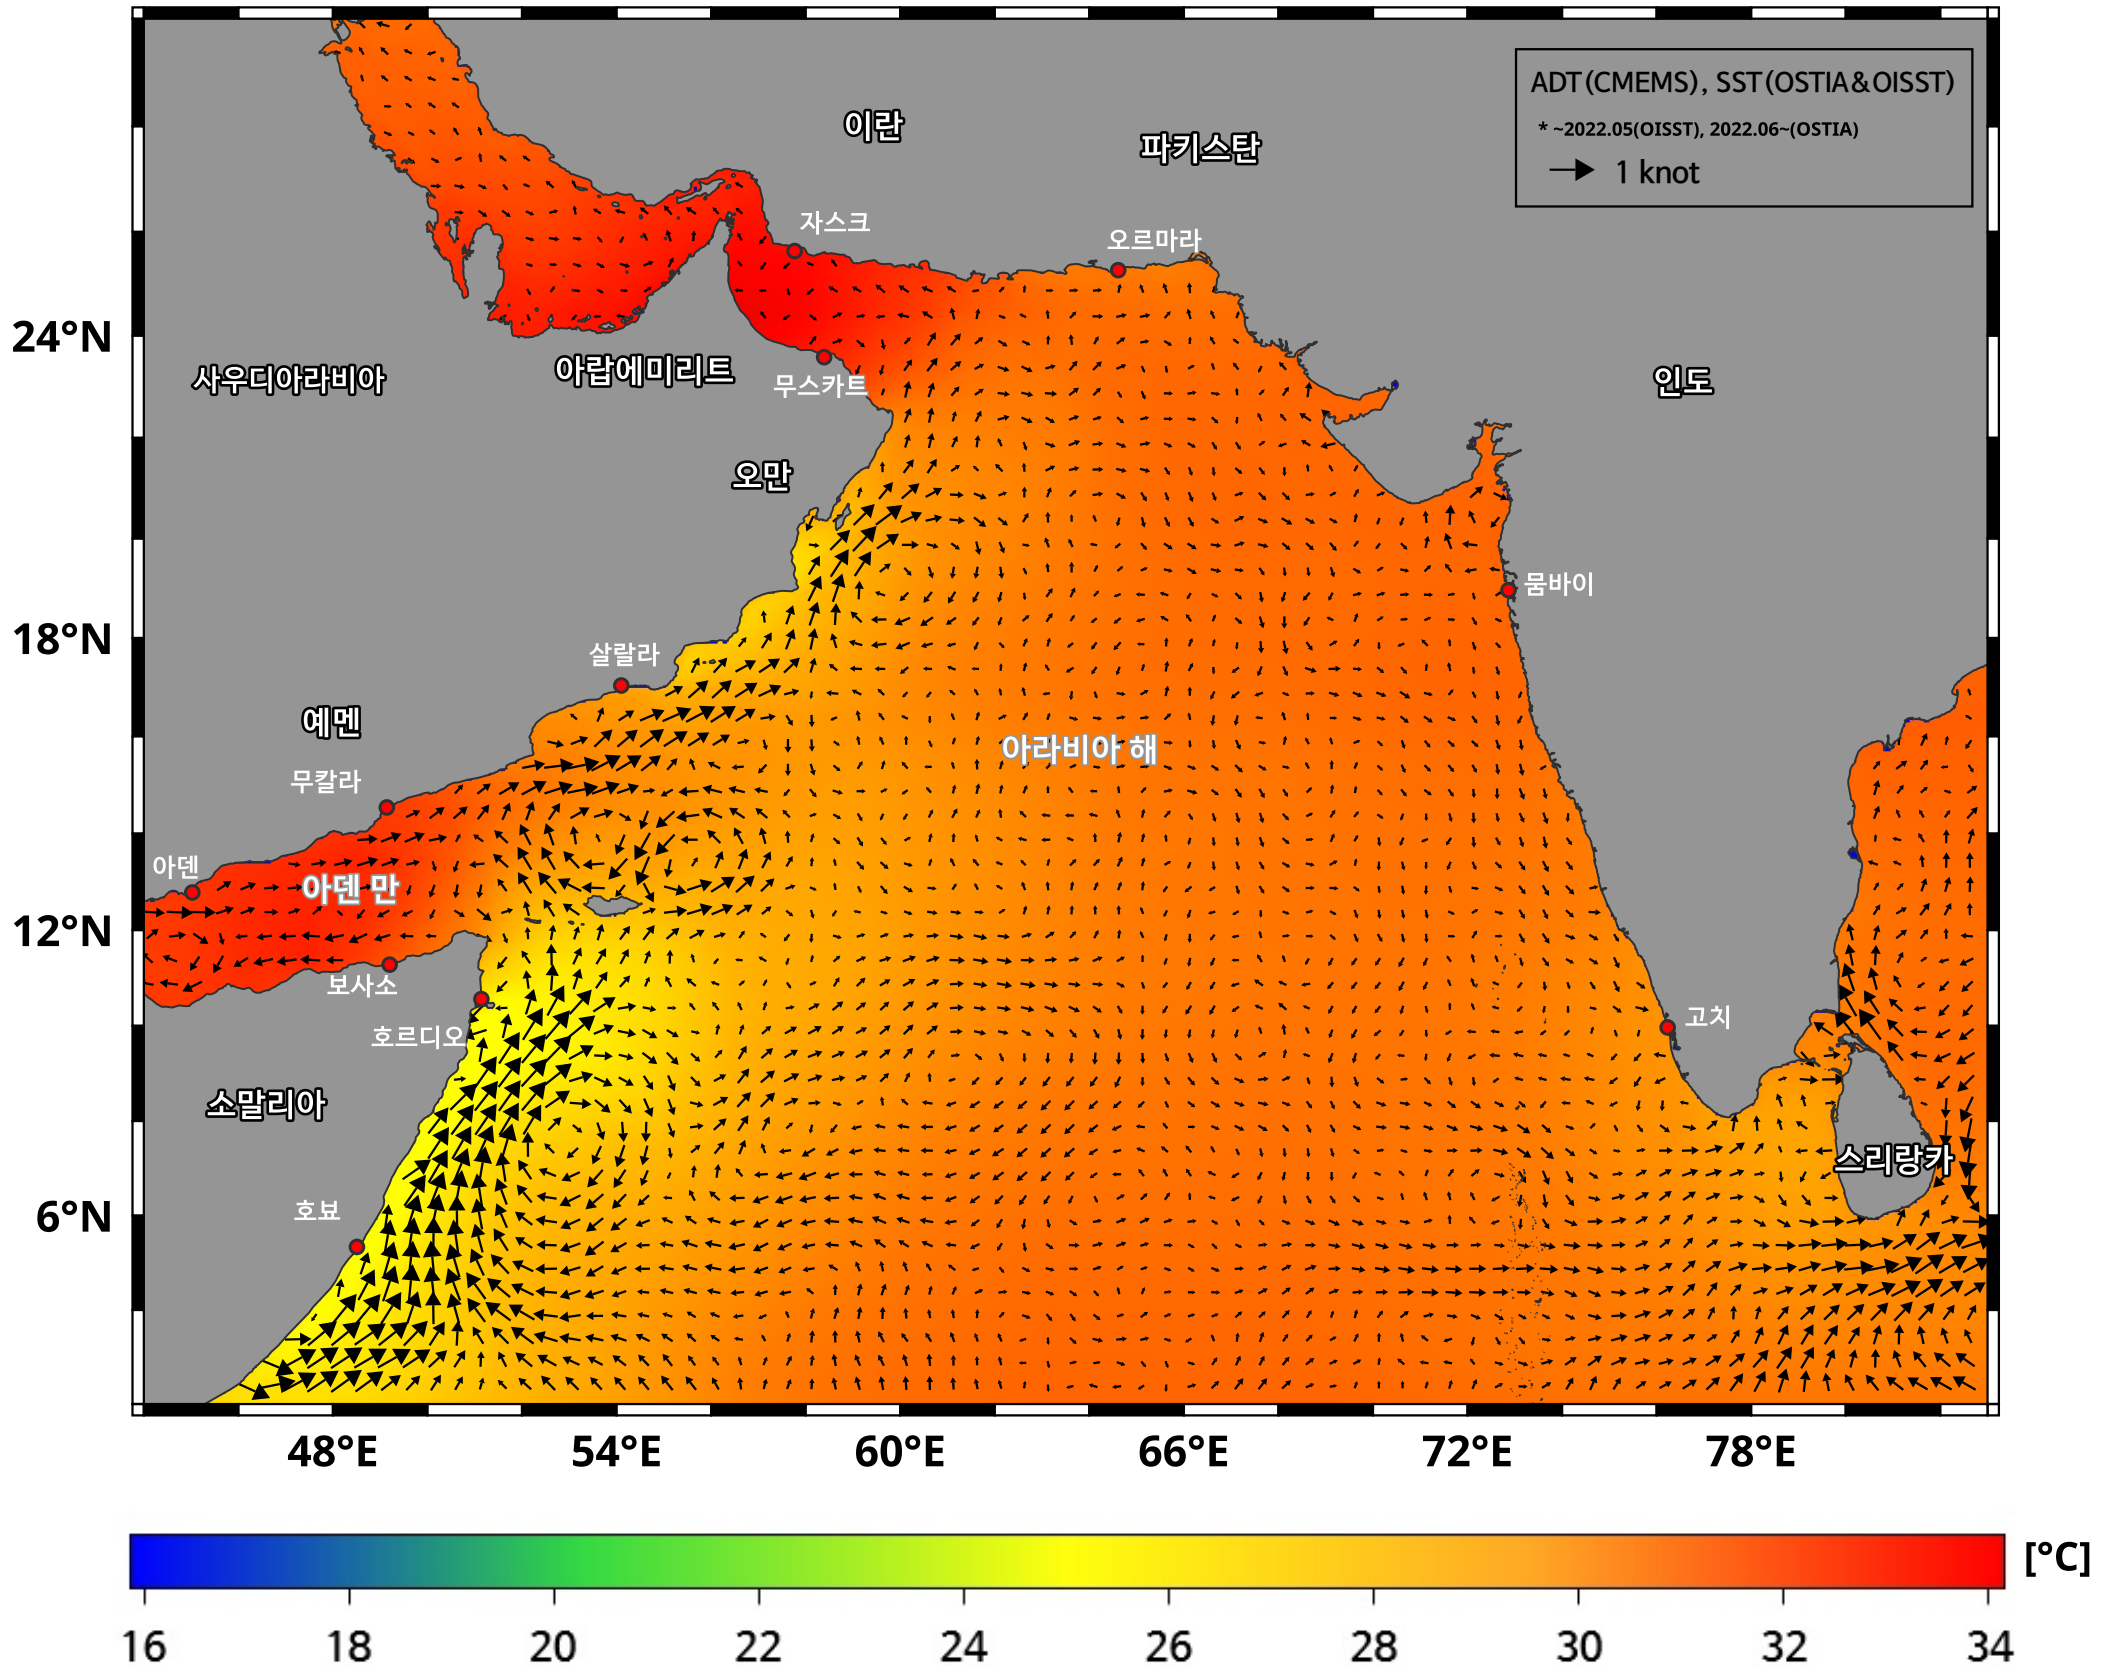 ADT(CMEMS), SST(OSTIA&OISST)
* ~2022.05(OISST), 2022.06~(OSTIA)
1 knot
이란
파키스탄
자스크
오르마라
24°N
사우디아라비아
아랍에미리트
무스카트
인도
오만
뭄바이
18°N
살랄라
예멘
아라비아 해
무칼라
아덴
아덴 만
12°N
보사소
호르디오
고치
소말리아
스리랑카
호뵤
6°N
48°E 54°E 60°E 66°E 72°E 78°E
[°C]
16 18 20 22 24 26 28 30 32 34